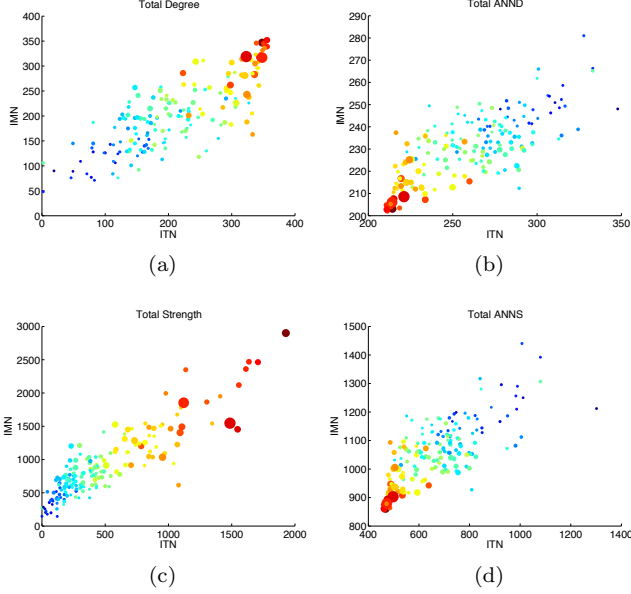 Total Degree
400
350
300
250
200
150
100
50
0
0 100 200 300 400
IMN
ITN
(a)
Total ANND
290
280
270
260
250
240
230
220
210
200
200 250 300 350
IMN
ITN
(b)
Total Strength
3000
2500
2000
1500
1000
500
0
0 500 1000 1500 2000
IMN
ITN
(c)
Total ANNS
1500
1400
1300
1200
1100
1000
900
800
400 600 800 1000 1200 1400
IMN
ITN
(d)